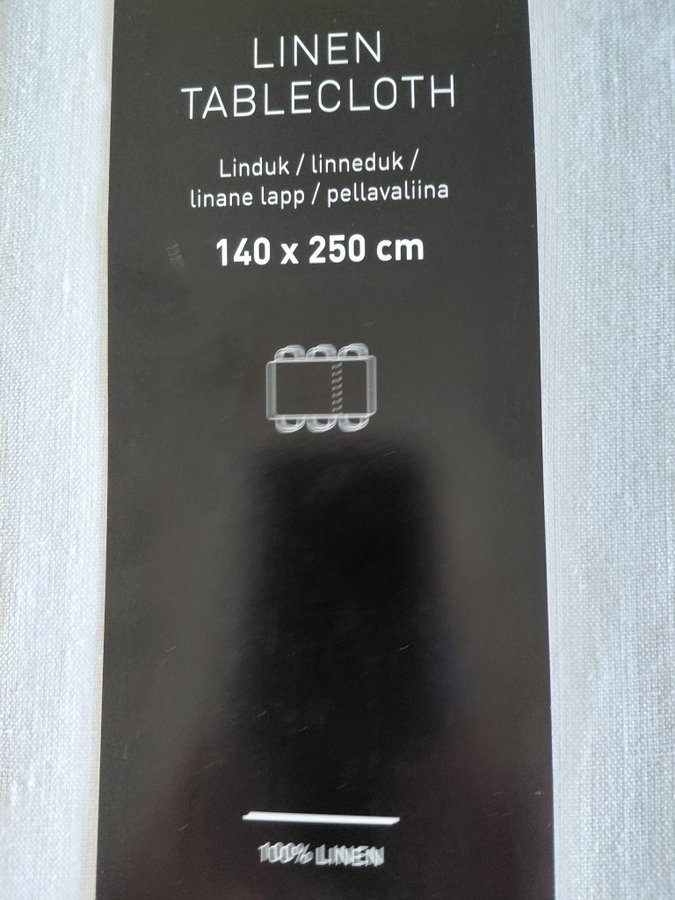 LINEN
TABLECLOTH
Linduk / linneduk /
linane lapp / pellavaliina
140 x 250 cm
100% LINEN